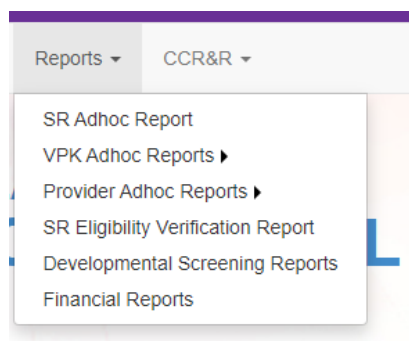 Reports CCR&R
SR Adhoc Report
VPK Adhoc Reports
Provider Adhoc Reports
SR Eligibility Verification Report
Developmental Screening Reports
Financial Reports
L